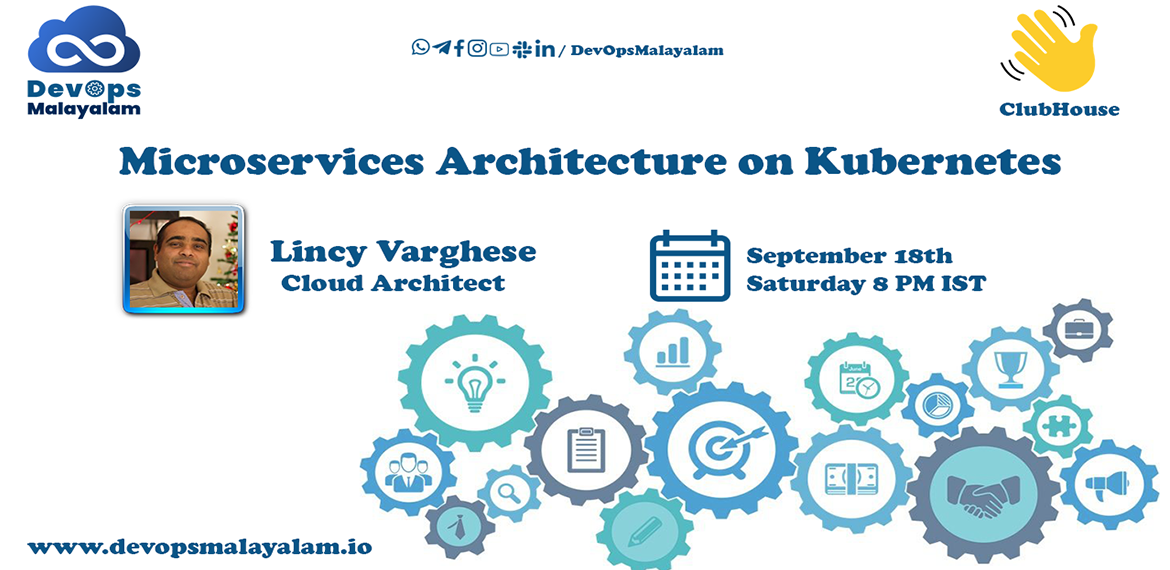 DevOps
Malayalam
/ DevOpsMalayalam
ClubHouse
Microservices Architecture on Kubernetes
Lincy Varghese
Cloud Architect
September 18th
Saturday 8 PM IST
www.devopsmalayalam.io